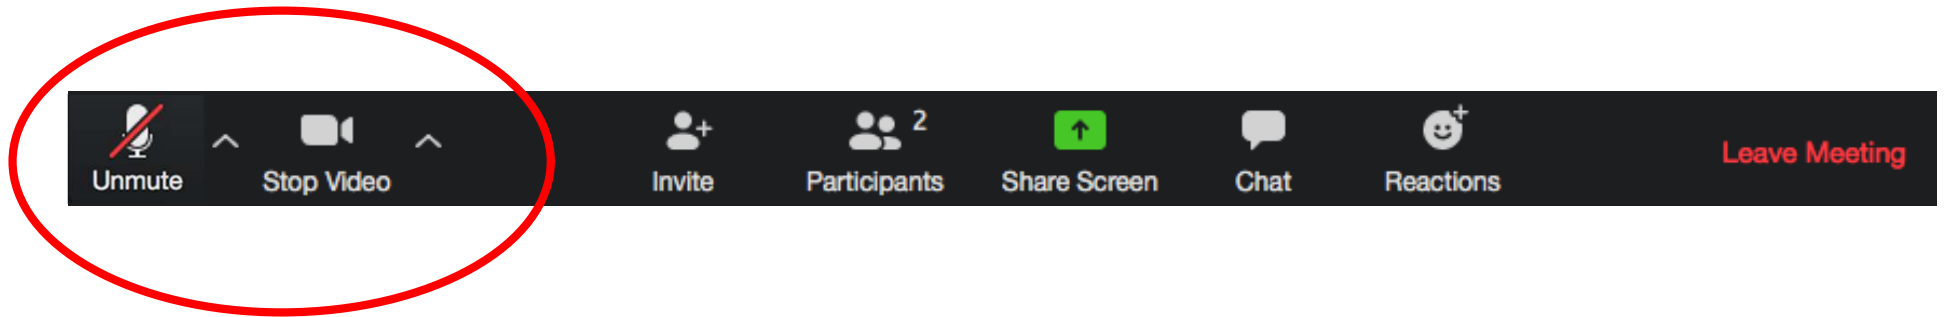 Unmute
Stop Video
Invite
Participants 2
Share Screen
Chat
Reactions
Leave Meeting